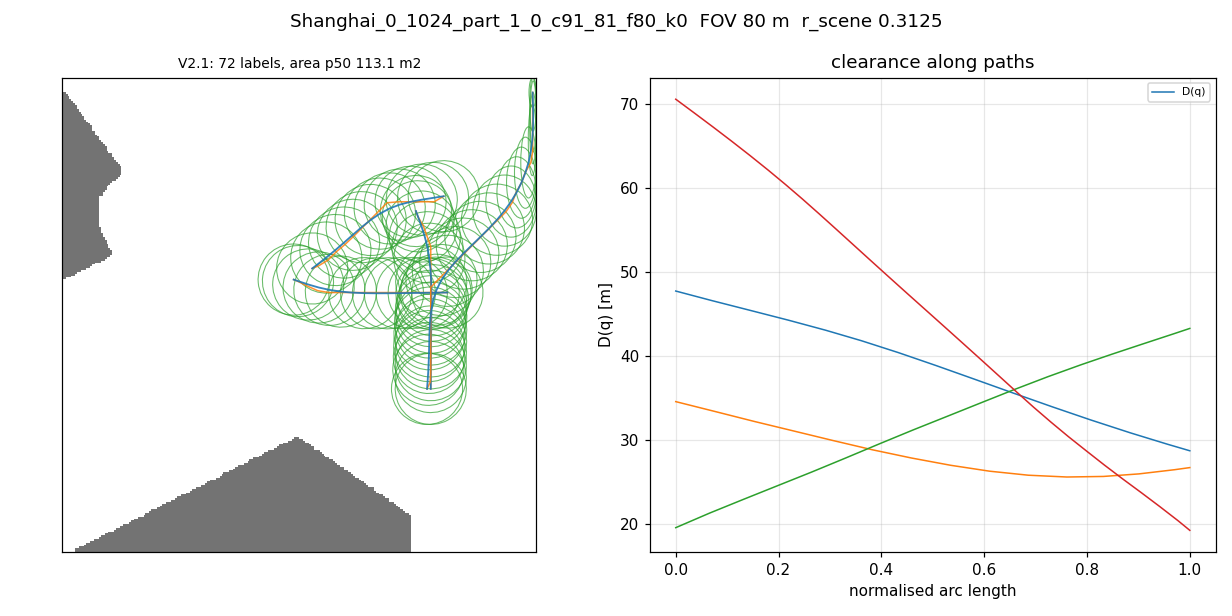 Shanghai_0_1024_part_1_0_c91_81_f80_k0  FOV 80 m  r_scene 0.3125
V2.1: 72 labels, area p50 113.1 m2
clearance along paths
D(q)
D(q) [m]
70
60
50
40
30
20
0.0 0.2 0.4 0.6 0.8 1.0
normalised arc length